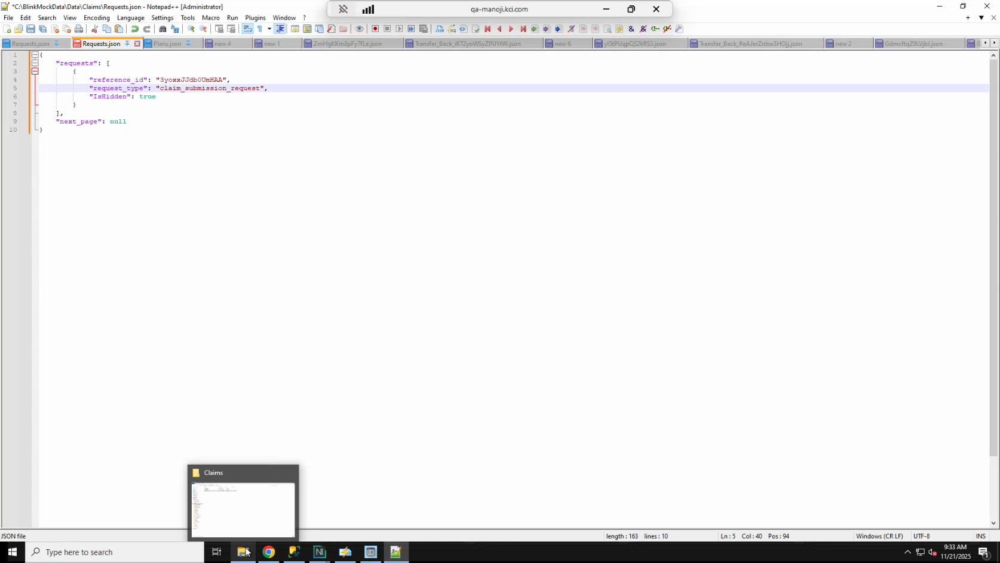 *C:\BlinkMockData\Data\Claims\Requests.json - Notepad++ [Administrator]
qa-manoji.kci.com
File Edit Search View Encoding Language Settings Tools Macro Run Plugins Window ?
Requests.json Requests.json Plans.json new 4 new 1 ZmHgKKm8pFy7fLe.json Transfer_Back_iKT2yoWSyZPUYtW.json new 6 yl5tPUqpQS2kRS3.json Transfer_Back_ReAJerZnhw3HOjj.json new 2 GdrnxftqZ9LVjbJ.json
1 {
2 "requests": [
3 {
4 "reference_id": "3yoxxJJdb0UmHAA",
5 "request_type": "claim_submission_request",
6 "IsHidden": true
7 }
8 ],
9 "next_page": null
10 }
Claims
JSON file length : 163 lines : 10 Ln : 5 Col : 40 Pos : 94 Windows (CR LF) UTF-8 INS
Type here to search
9:33 AM
11/21/2025